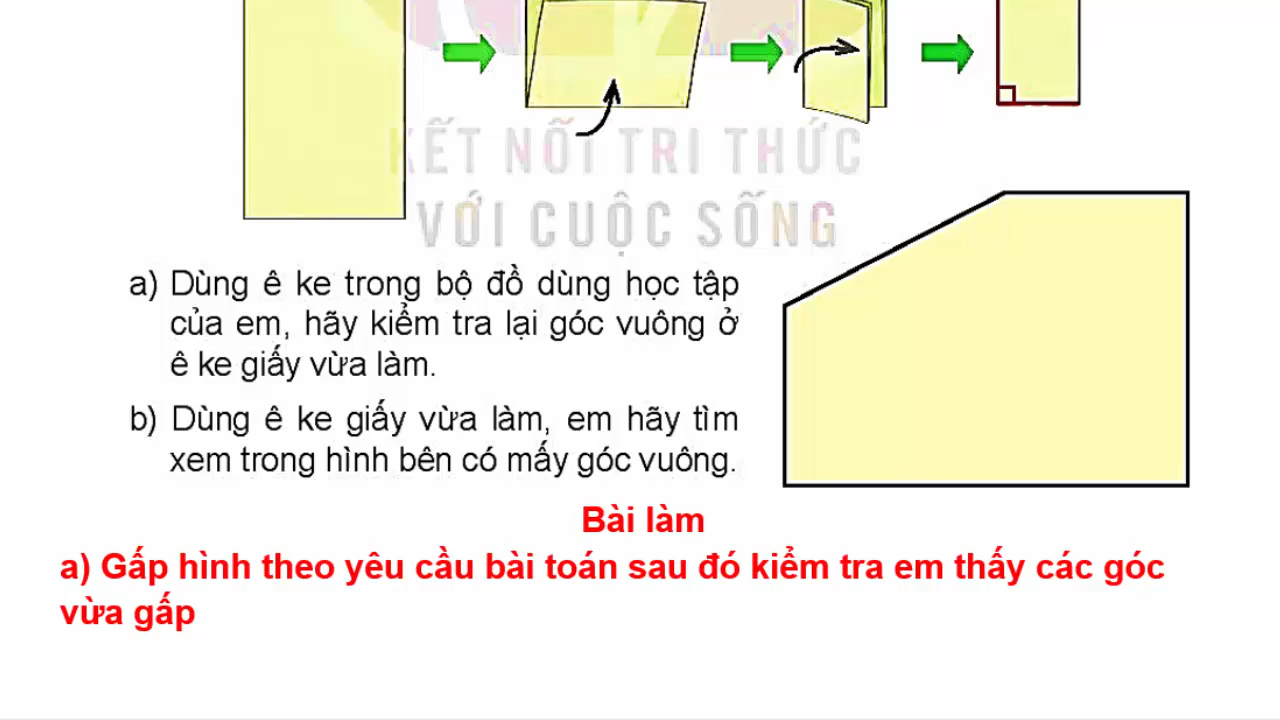 KẾT NỐI TRI THỨC
VỚI CUỘC SỐNG
a) Dùng ê ke trong bộ đồ dùng học tập
của em, hãy kiểm tra lại góc vuông ở
ê ke giấy vừa làm.
b) Dùng ê ke giấy vừa làm, em hãy tìm
xem trong hình bên có mấy góc vuông.
Bài làm
a) Gấp hình theo yêu cầu bài toán sau đó kiểm tra em thấy các góc
vừa gấp